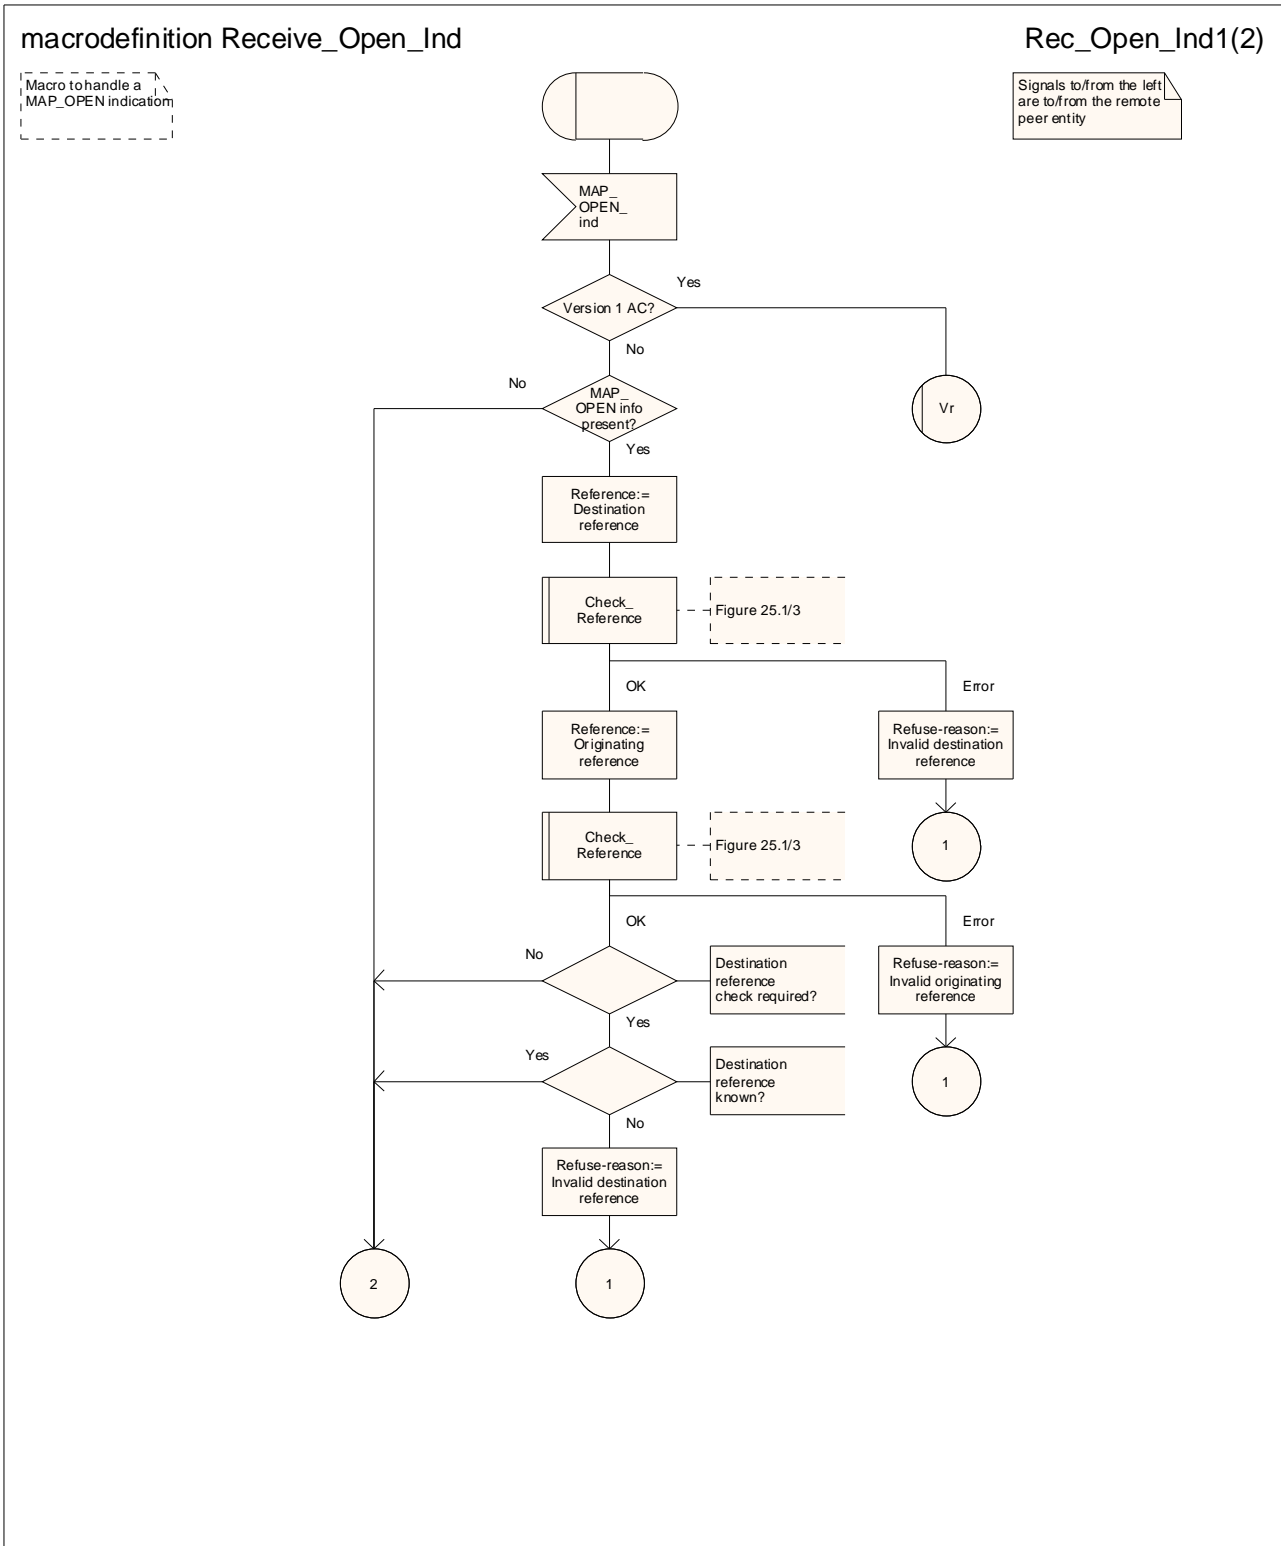 macrodefinition Receive_Open_Ind
Rec_Open_Ind1(2)
Macro to handle a
MAP_OPEN indication
Signals to/from the left
are to/from the remote
peer entity
MAP_
OPEN_
ind
Yes
Version 1 AC?
No
No
MAP_
OPEN info
present?
Vr
Yes
Reference:=
Destination
reference
Check_
Reference
Figure 25.1/3
OK
Error
Reference:=
Originating
reference
Refuse-reason:=
Invalid destination
reference
Check_
Reference
Figure 25.1/3
1
OK
Error
No
Destination
reference
check required?
Refuse-reason:=
Invalid originating
reference
Yes
Yes
Destination
reference
known?
1
No
Refuse-reason:=
Invalid destination
reference
2
1